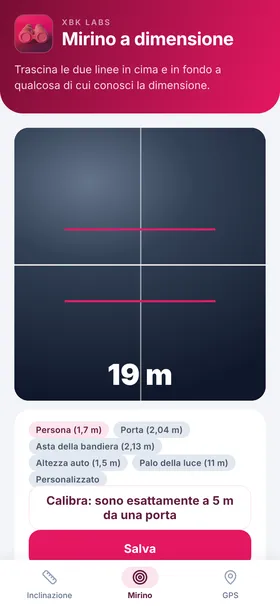 XBK LABS
Mirino a dimensione
Trascina le due linee in cima e in fondo a
qualcosa di cui conosci la dimensione.
19 m
Persona (1,7 m) Porta (2,04 m)
Asta della bandiera (2,13 m)
Altezza auto (1,5 m) Palo della luce (11 m)
Personalizzato
Calibra: sono esattamente a 5 m
da una porta
Salva
Inclinazione Mirino GPS